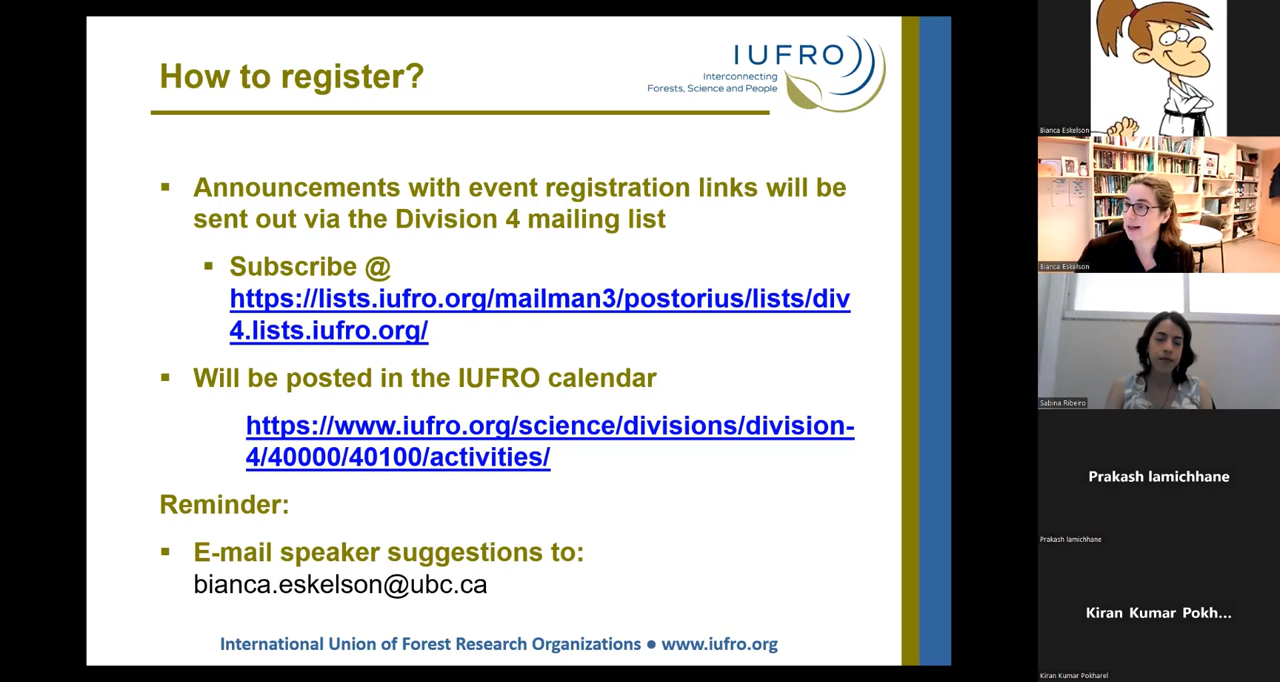 How to register?
IUFRO
Interconnecting
Forests, Science and People
▪ Announcements with event registration links will be
sent out via the Division 4 mailing list
▪ Subscribe @
https://lists.iufro.org/mailman3/postorius/lists/div
4.lists.iufro.org/
▪ Will be posted in the IUFRO calendar
https://www.iufro.org/science/divisions/division-
4/40000/40100/activities/
Reminder:
▪ E-mail speaker suggestions to:
bianca.eskelson@ubc.ca
International Union of Forest Research Organizations ● www.iufro.org
Bianca Eskelson
Bianca Eskelson
Sabina Ribeiro
Prakash lamichhane
Prakash lamichhane
Kiran Kumar Pokh...
Kiran Kumar Pokharel